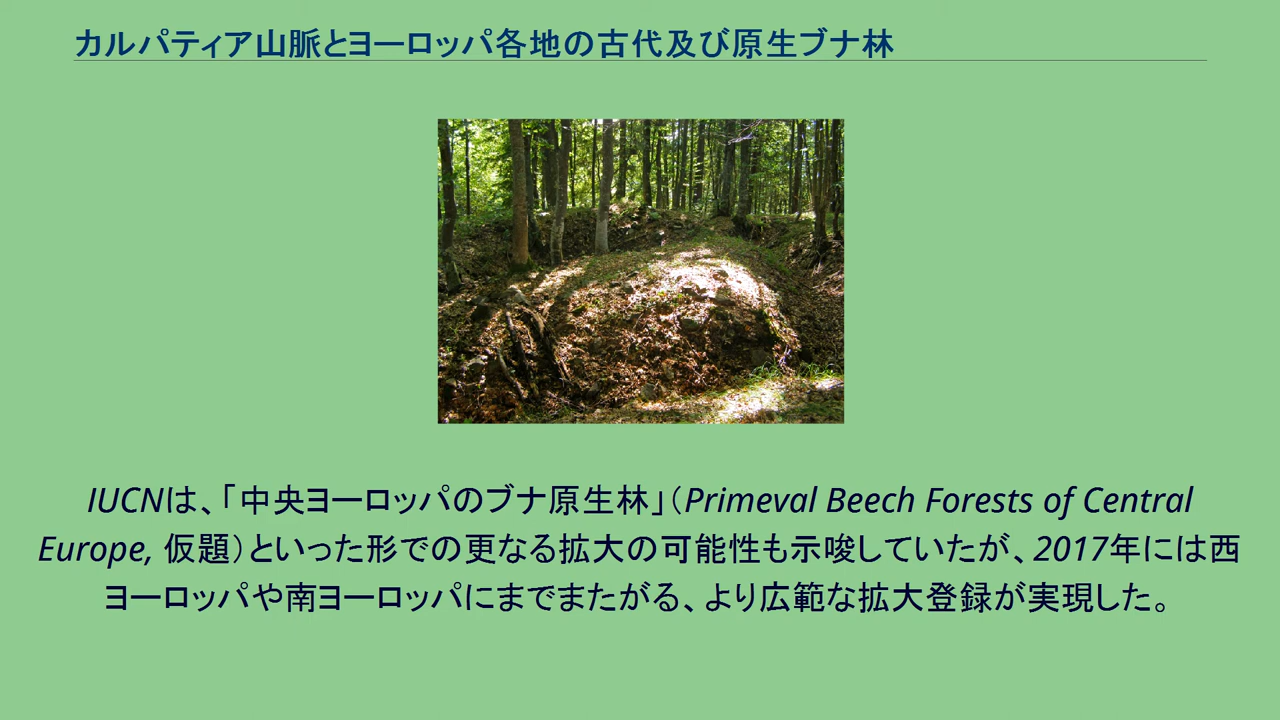 カルパティア山脈とヨーロッパ各地の古代及び原生ブナ林
IUCNは、「中央ヨーロッパのブナ原生林」（Primeval Beech Forests of Central
Europe, 仮題）といった形での更なる拡大の可能性も示唆していたが、2017年には西
ヨーロッパや南ヨーロッパにまでまたがる、より広範な拡大登録が実現した。